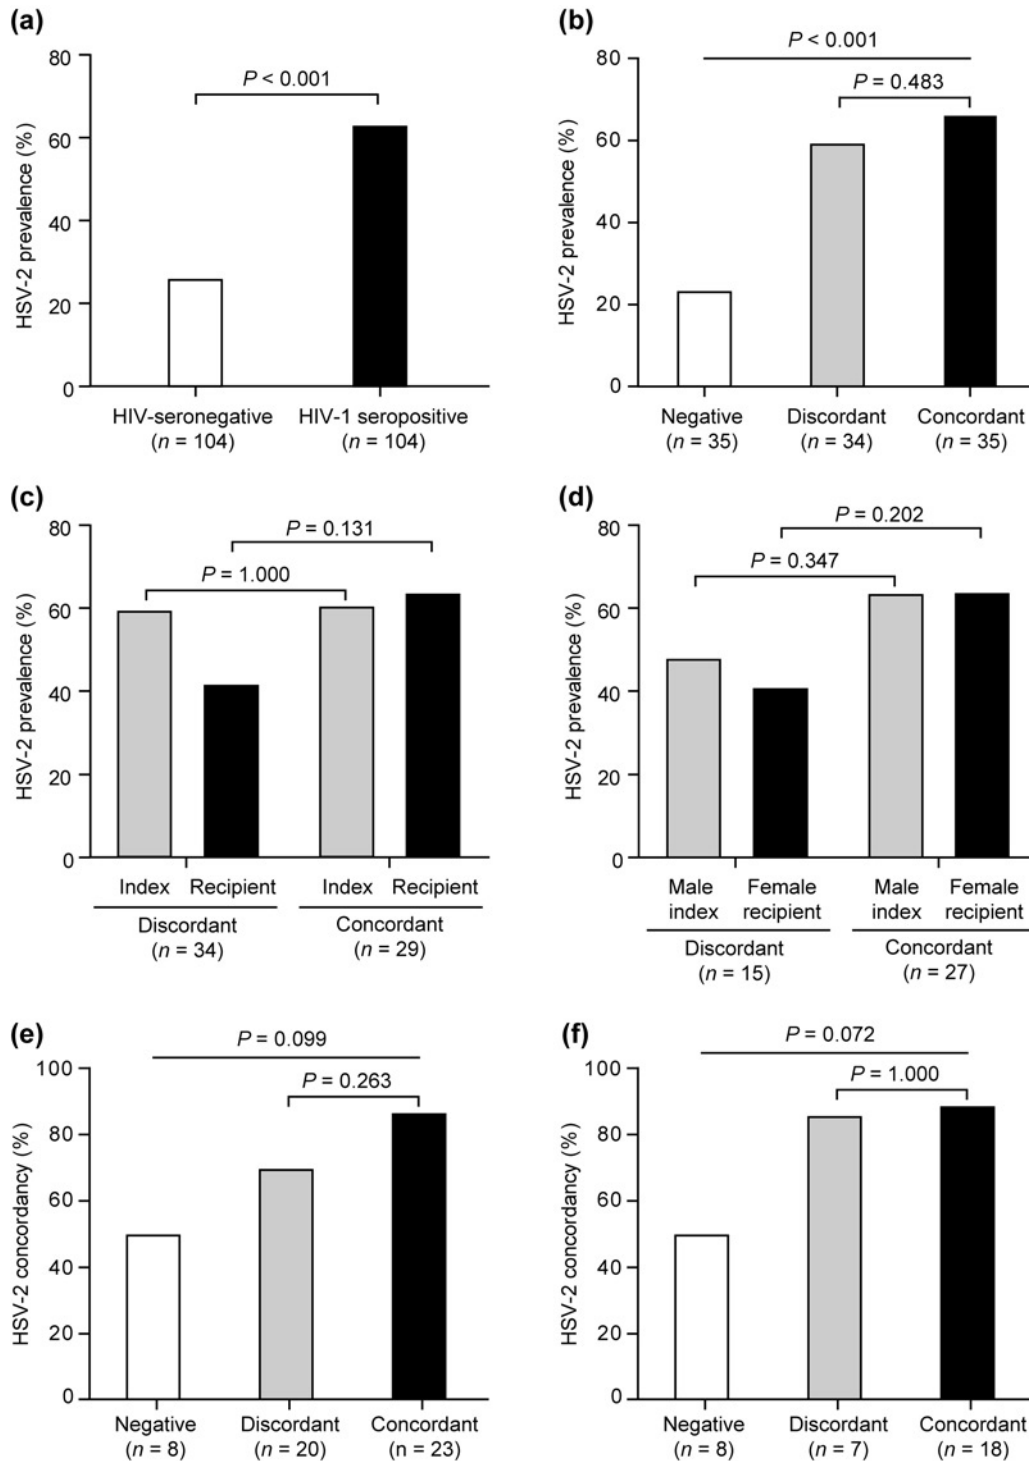 (a)
80
60
40
20
0
HSV-2 prevalence (%)
P < 0.001
HIV-seronegative
(n = 104)
HIV-1 seropositive
(n = 104)
(b)
80
60
40
20
0
HSV-2 prevalence (%)
P < 0.001
P = 0.483
Negative
(n = 35)
Discordant
(n = 34)
Concordant
(n = 35)
(c)
80
60
40
20
0
HSV-2 prevalence (%)
P = 0.131
P = 1.000
Index Recipient
Index Recipient
Discordant
(n = 34)
Concordant
(n = 29)
(d)
80
60
40
20
0
HSV-2 prevalence (%)
P = 0.202
P = 0.347
Male
index
Female
recipient
Male
index
Female
recipient
Discordant
(n = 15)
Concordant
(n = 27)
(e)
100
80
60
40
20
0
HSV-2 concordancy (%)
P = 0.099
P = 0.263
Negative
(n = 8)
Discordant
(n = 20)
Concordant
(n = 23)
(f)
100
80
60
40
20
0
HSV-2 concordancy (%)
P = 0.072
P = 1.000
Negative
(n = 8)
Discordant
(n = 7)
Concordant
(n = 18)